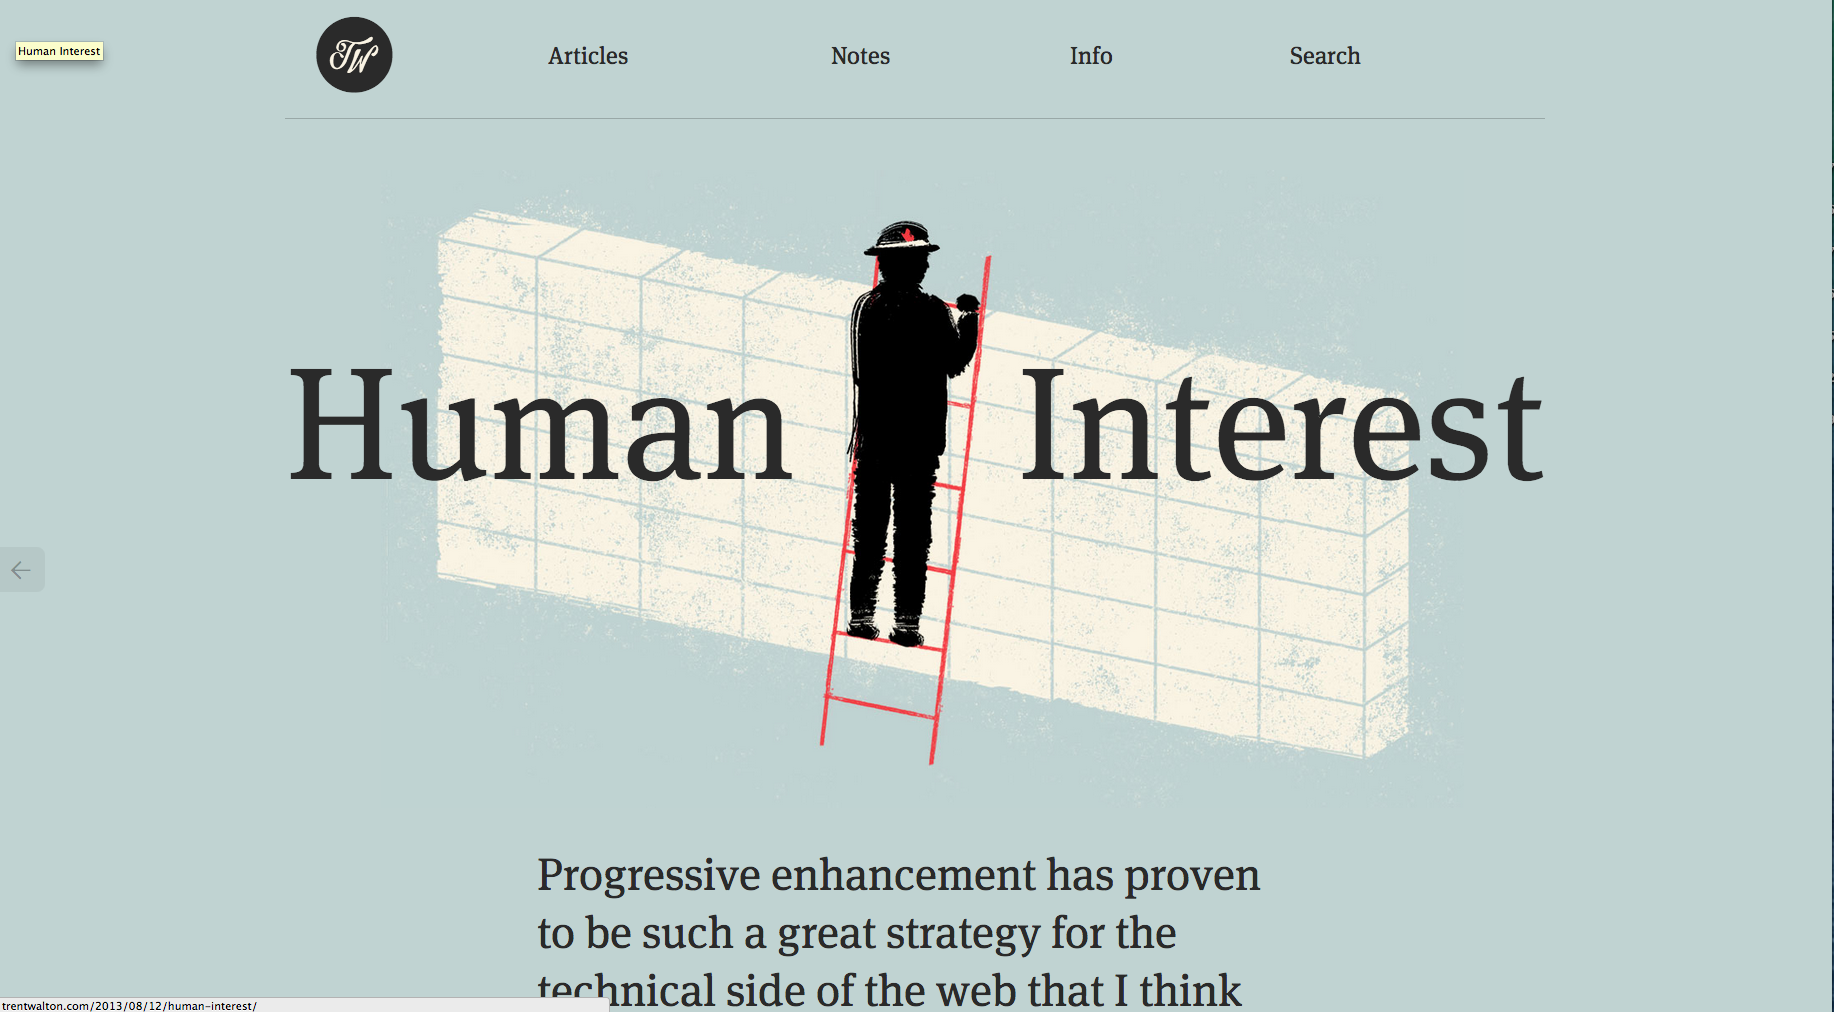 Human Interest
TW
Articles
Notes
Info
Search
Human Interest
Progressive enhancement has proven
to be such a great strategy for the
technical side of the web that I think
trentwalton.com/2013/08/12/human-interest/